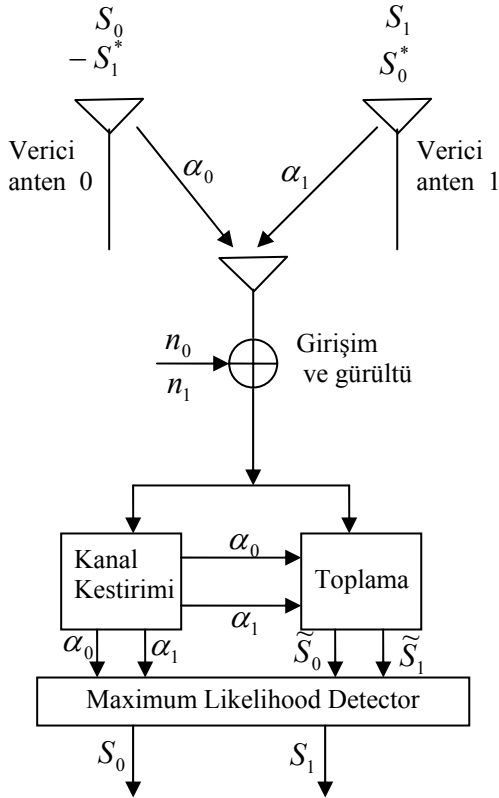 S₀
− S₁*
S₁
S₀*
Verici
anten 0
α₀
α₁
Verici
anten 1
n₀
n₁
Girişim
ve gürültü
Kanal
Kestirimi
α₀
α₁
Toplama
α₀
α₁
S̃₀
S̃₁
Maximum Likelihood Detector
S₀
S₁